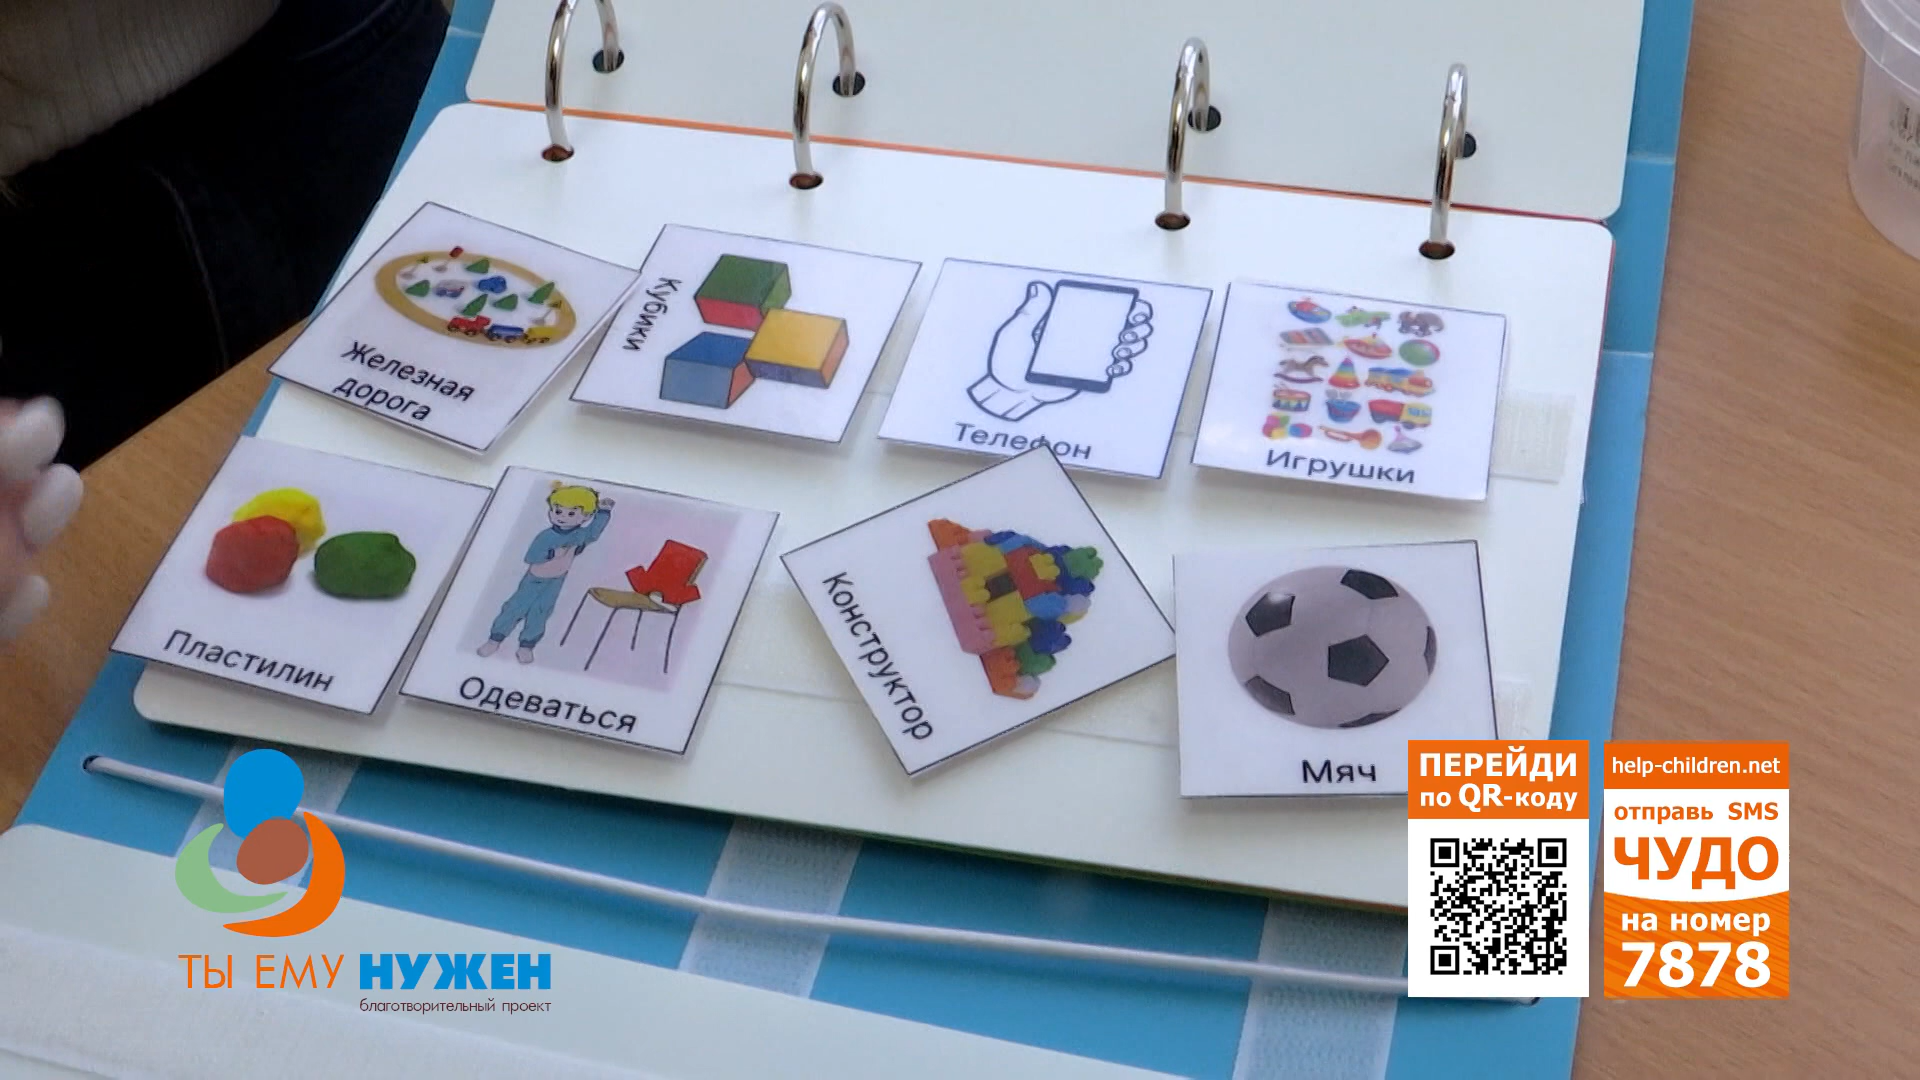 Железная
дорога
Кубики
Телефон
Игрушки
Пластилин
Одеваться
Конструктор
Мяч
ТЫ ЕМУ НУЖЕН
благотворительный проект
ПЕРЕЙДИ
по QR-коду
help-children.net
отправь SMS
ЧУДО
на номер
7878